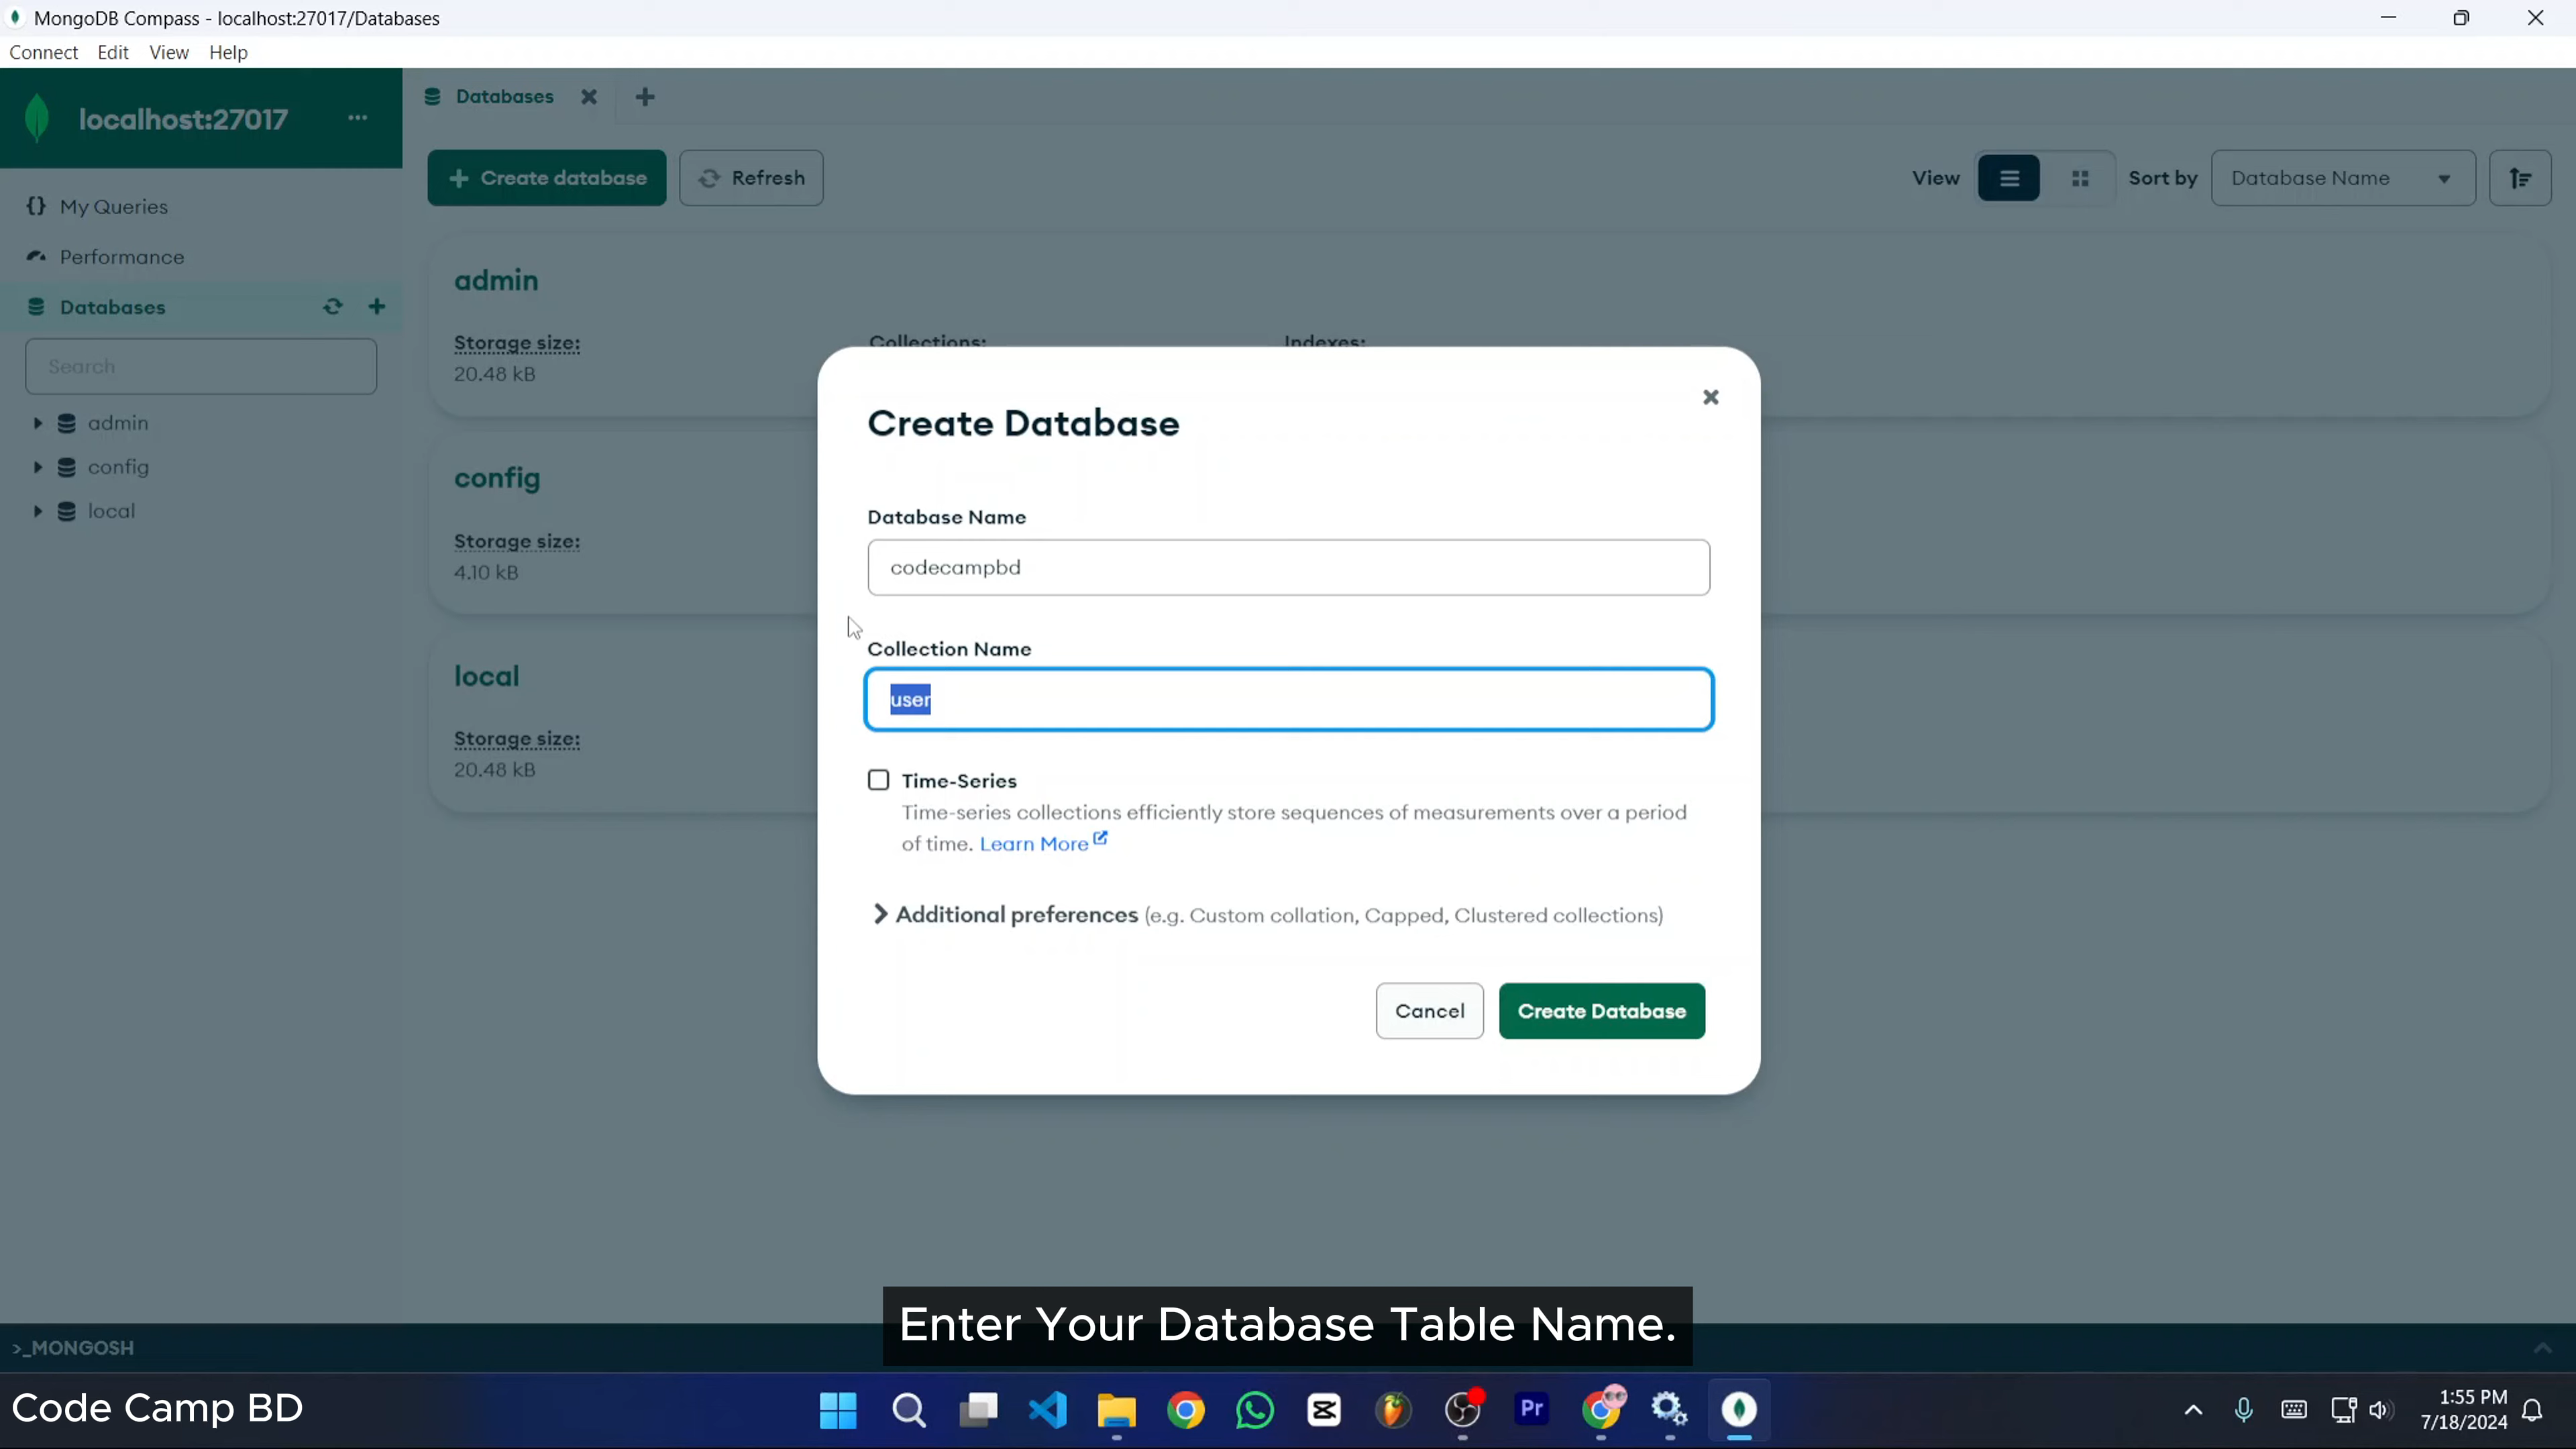 MongoDB Compass - localhost:27017/Databases
Connect Edit View Help
localhost:27017 ...
Databases
Create database
Refresh
View
Sort by
Database Name
My Queries
Performance
Databases
Search
admin
config
local
admin
Storage size:
Collections:
Indexes:
20.48 kB
config
Storage size:
4.10 kB
local
Storage size:
20.48 kB
Create Database
Database Name
codecampbd
Collection Name
user
Time-Series
Time-series collections efficiently store sequences of measurements over a period
of time. Learn More
Additional preferences (e.g. Custom collation, Capped, Clustered collections)
Cancel
Create Database
Enter Your Database Table Name.
>_MONGOSH
Code Camp BD
Pr
1:55 PM
7/18/2024